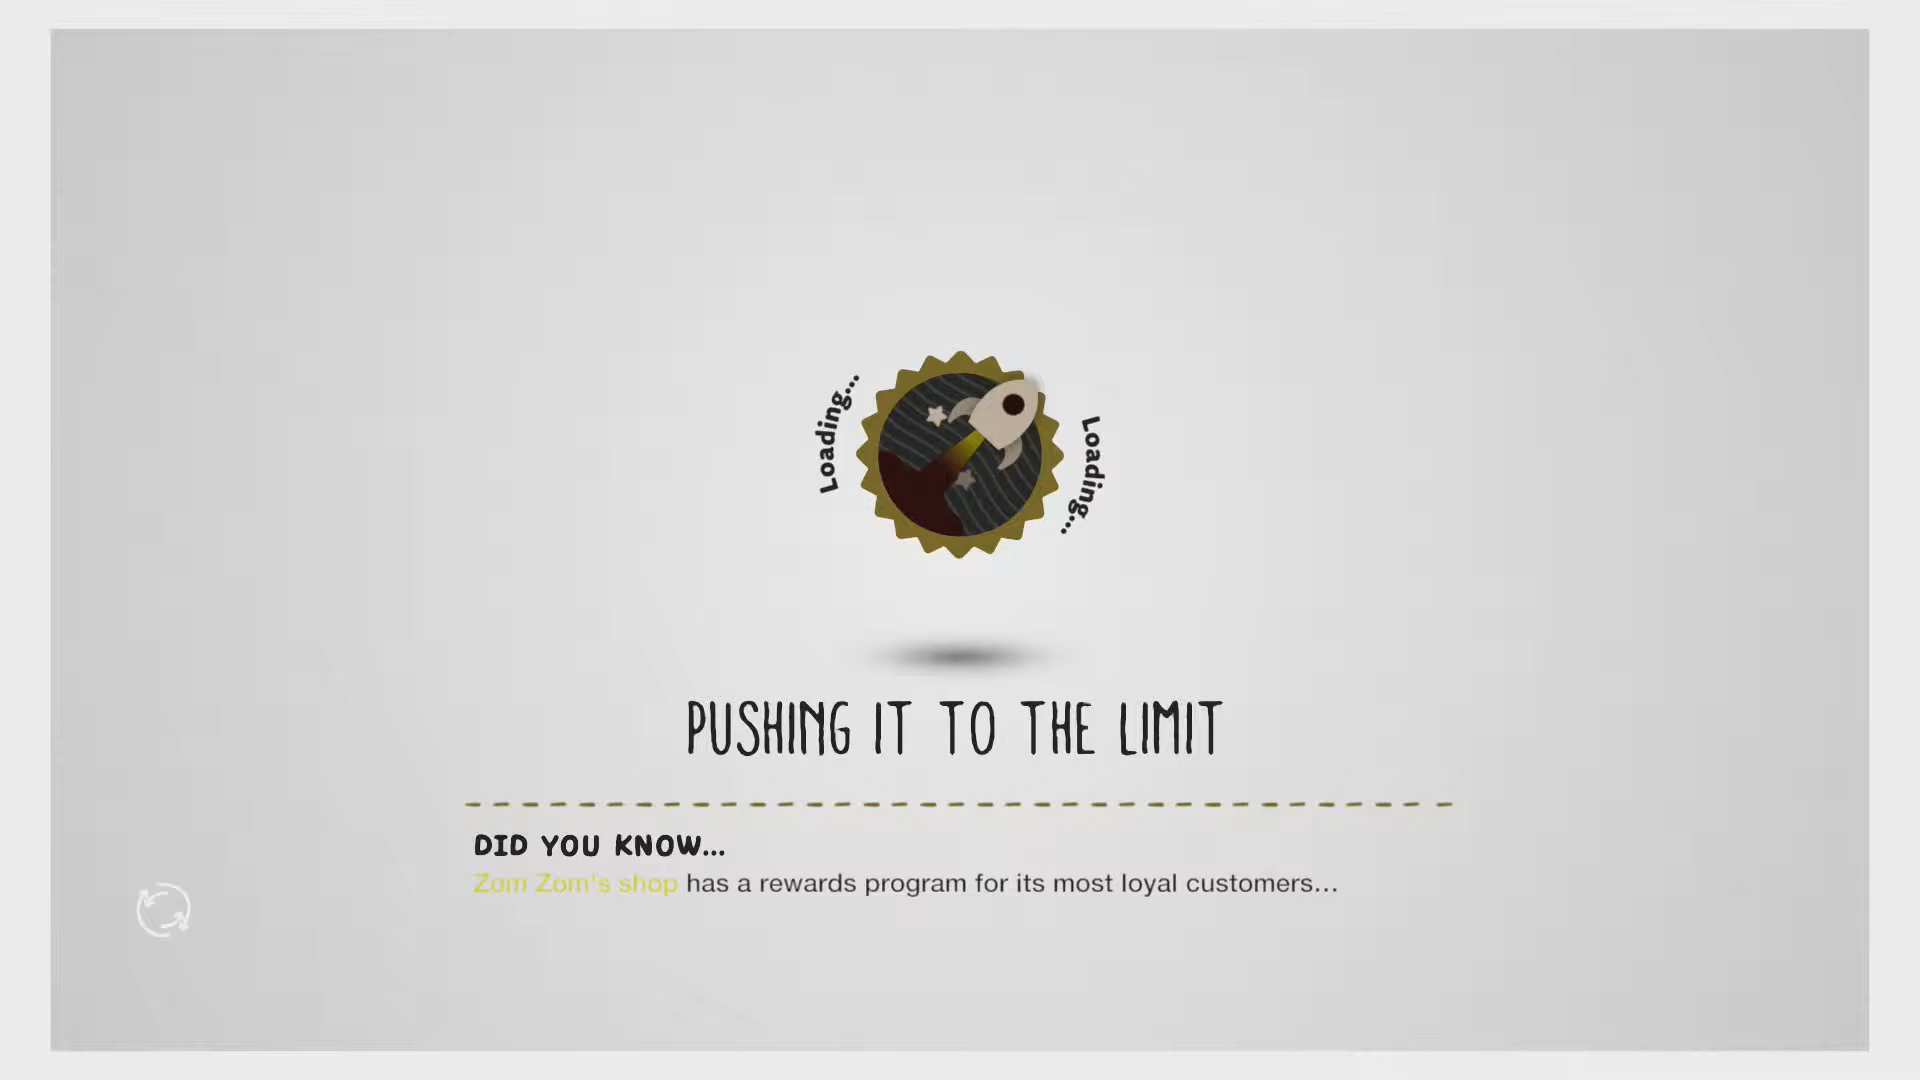 Loading...
Loading...
PUSHING IT TO THE LIMIT
DID YOU KNOW...
Zom Zom's shop has a rewards program for its most loyal customers...